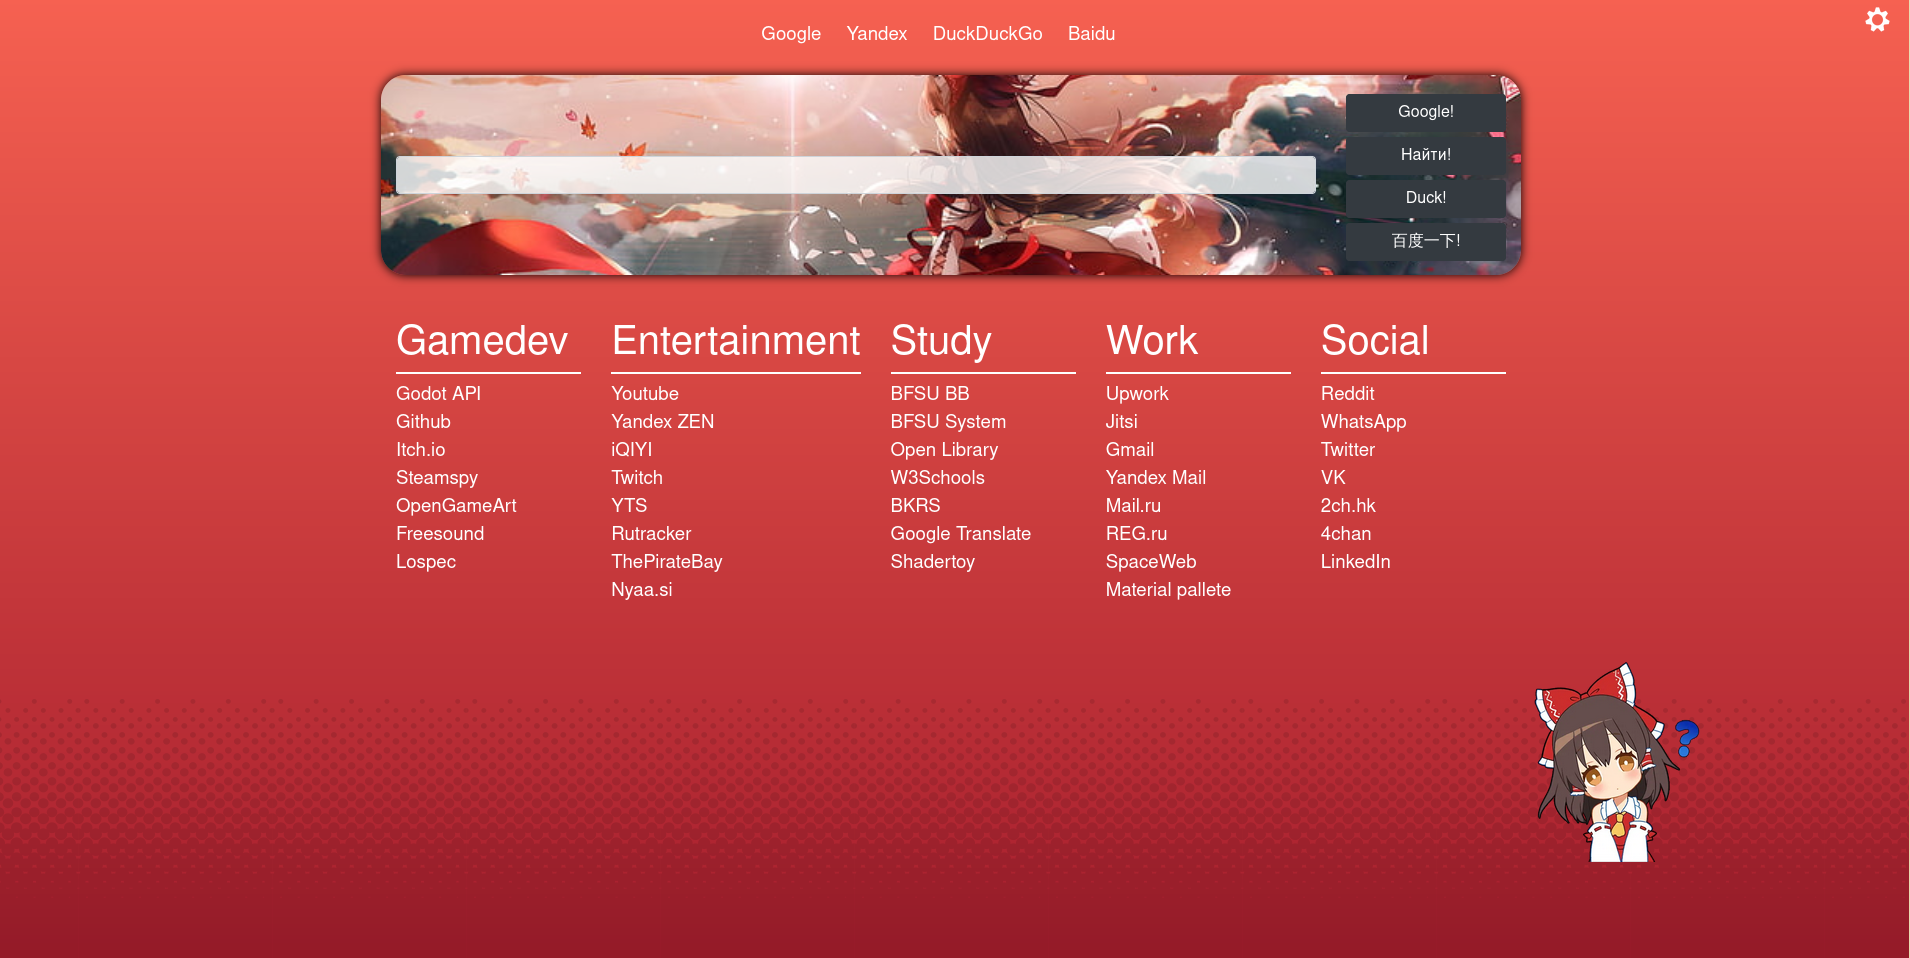 Google Yandex DuckDuckGo Baidu
Google!
Найти!
Duck!
百度一下!
Gamedev
Godot API
Github
Itch.io
Steamspy
OpenGameArt
Freesound
Lospec
Entertainment
Youtube
Yandex ZEN
iQIYI
Twitch
YTS
Rutracker
ThePirateBay
Nyaa.si
Study
BFSU BB
BFSU System
Open Library
W3Schools
BKRS
Google Translate
Shadertoy
Work
Upwork
Jitsi
Gmail
Yandex Mail
Mail.ru
REG.ru
SpaceWeb
Material pallete
Social
Reddit
WhatsApp
Twitter
VK
2ch.hk
4chan
LinkedIn
?